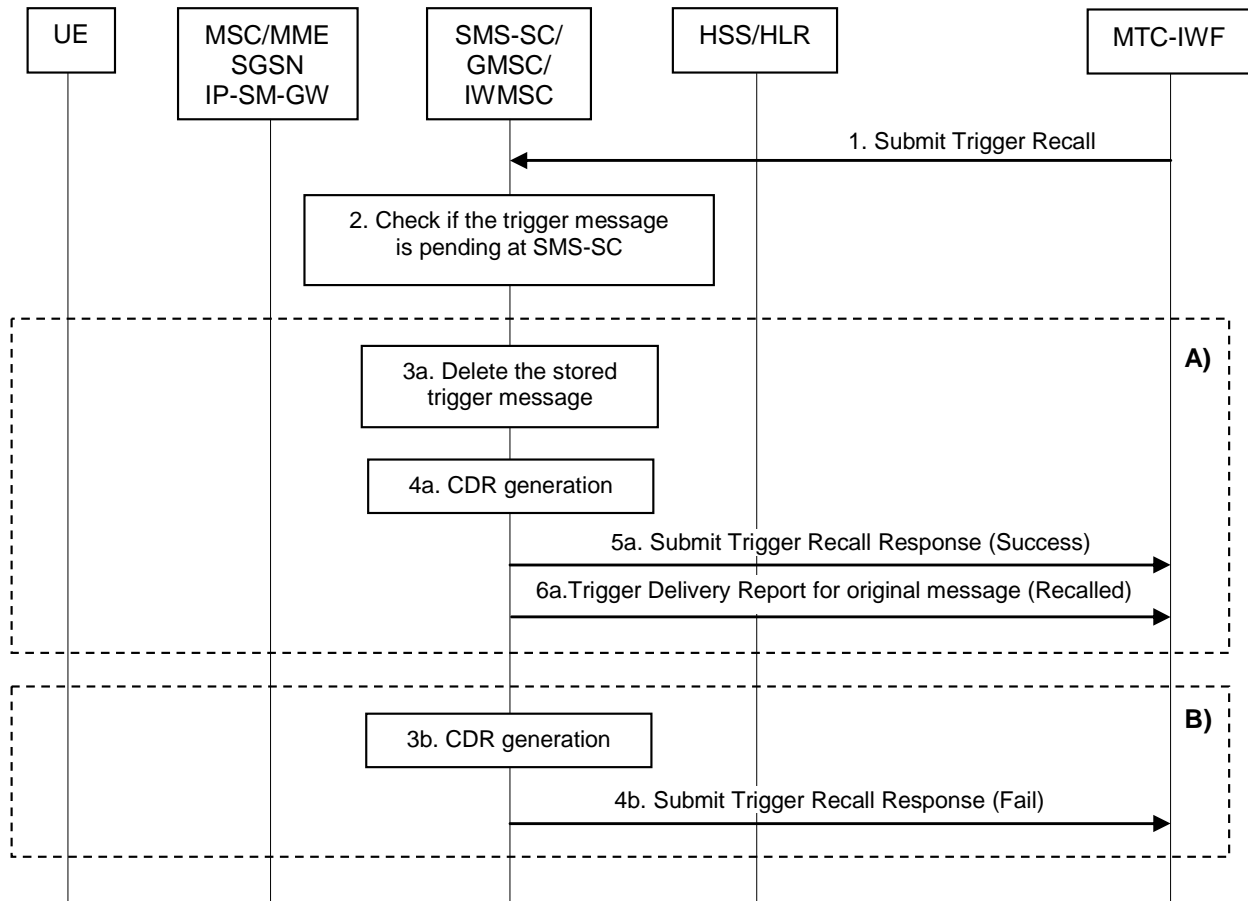 UE
MSC/MME
SGSN
IP-SM-GW
SMS-SC/
GMSC/
IWMSC
HSS/HLR
MTC-IWF
1. Submit Trigger Recall
2. Check if the trigger message
is pending at SMS-SC
A)
3a. Delete the stored
trigger message
4a. CDR generation
5a. Submit Trigger Recall Response (Success)
6a.Trigger Delivery Report for original message (Recalled)
B)
3b. CDR generation
4b. Submit Trigger Recall Response (Fail)